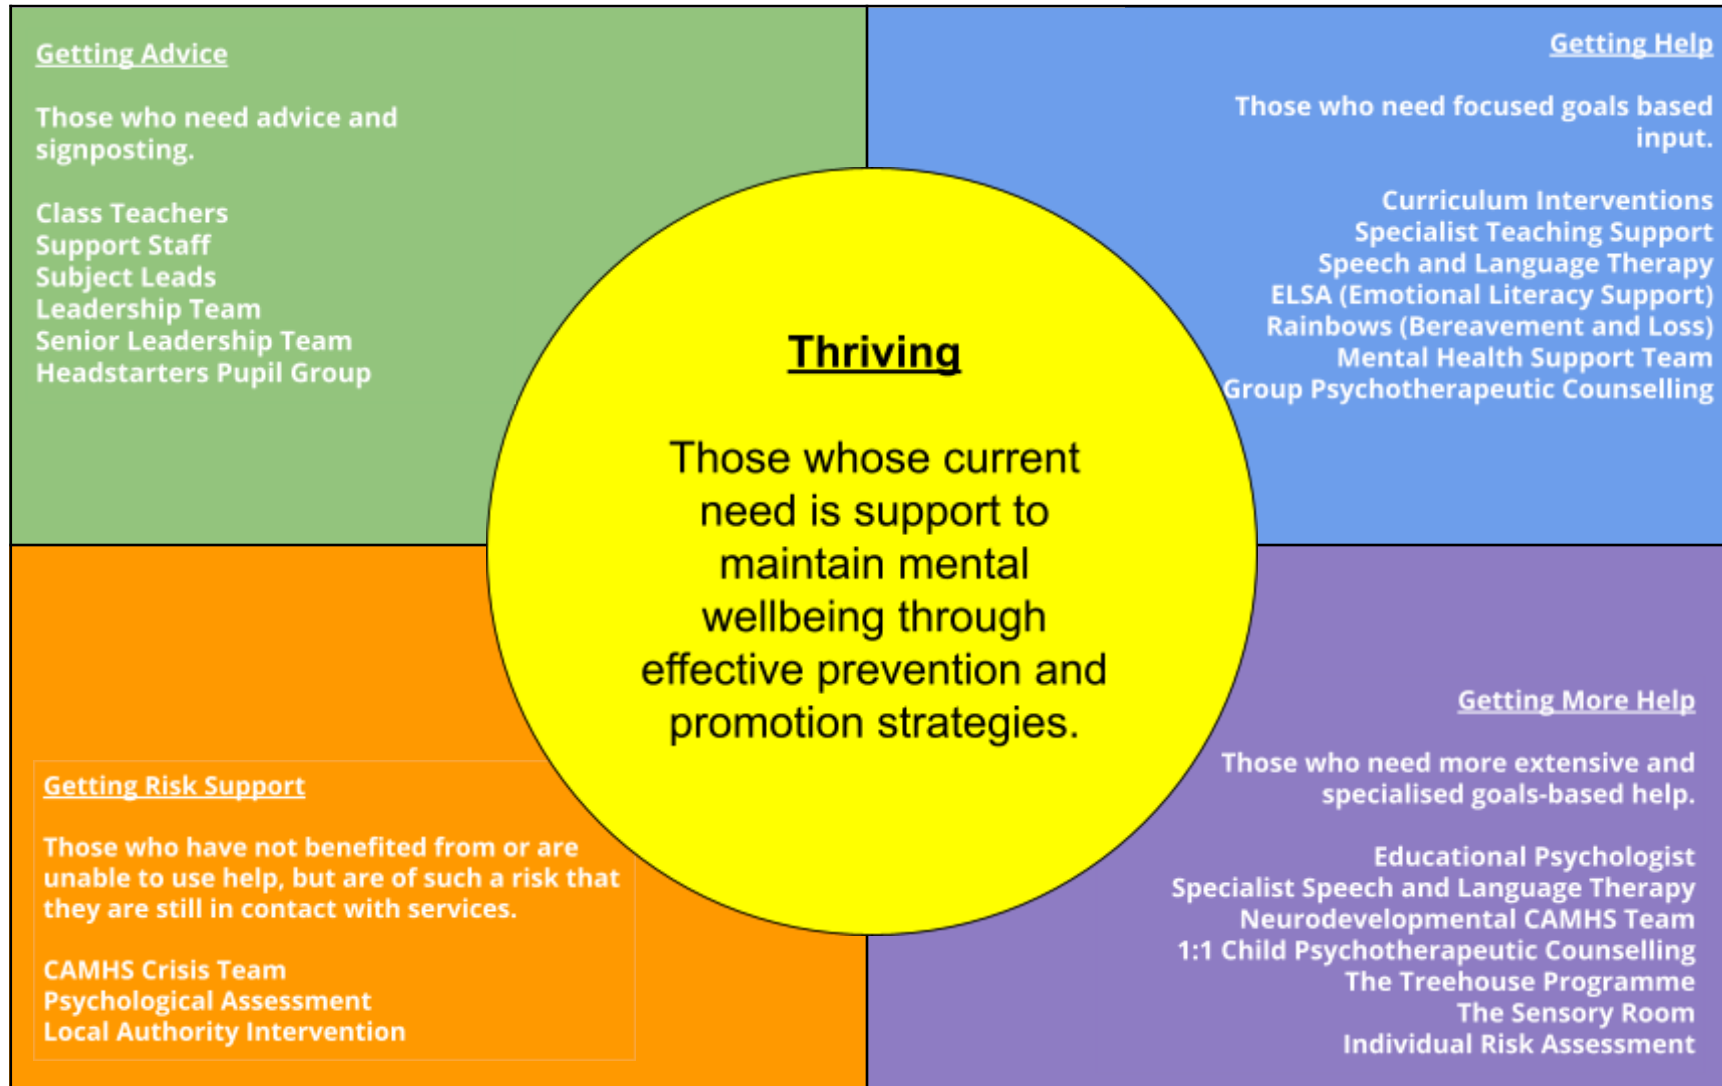 Getting Advice
Those who need advice and
signposting.
Class Teachers
Support Staff
Subject Leads
Leadership Team
Senior Leadership Team
Headstarters Pupil Group
Getting Help
Those who need focused goals based
input.
Curriculum Interventions
Specialist Teaching Support
Speech and Language Therapy
ELSA (Emotional Literacy Support)
Rainbows (Bereavement and Loss)
Mental Health Support Team
Group Psychotherapeutic Counselling
Thriving
Those whose current
need is support to
maintain mental
wellbeing through
effective prevention and
promotion strategies.
Getting Risk Support
Those who have not benefited from or are
unable to use help, but are of such a risk that
they are still in contact with services.
CAMHS Crisis Team
Psychological Assessment
Local Authority Intervention
Getting More Help
Those who need more extensive and
specialised goals-based help.
Educational Psychologist
Specialist Speech and Language Therapy
Neurodevelopmental CAMHS Team
1:1 Child Psychotherapeutic Counselling
The Treehouse Programme
The Sensory Room
Individual Risk Assessment